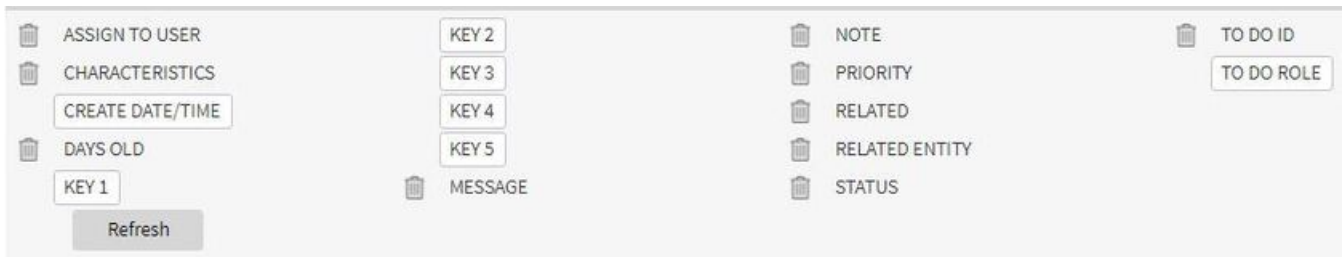 ASSIGN TO USER
CHARACTERISTICS
CREATE DATE/TIME
DAYS OLD
KEY 1
KEY 2
KEY 3
KEY 4
KEY 5
MESSAGE
NOTE
PRIORITY
RELATED
RELATED ENTITY
STATUS
TO DO ID
TO DO ROLE
Refresh